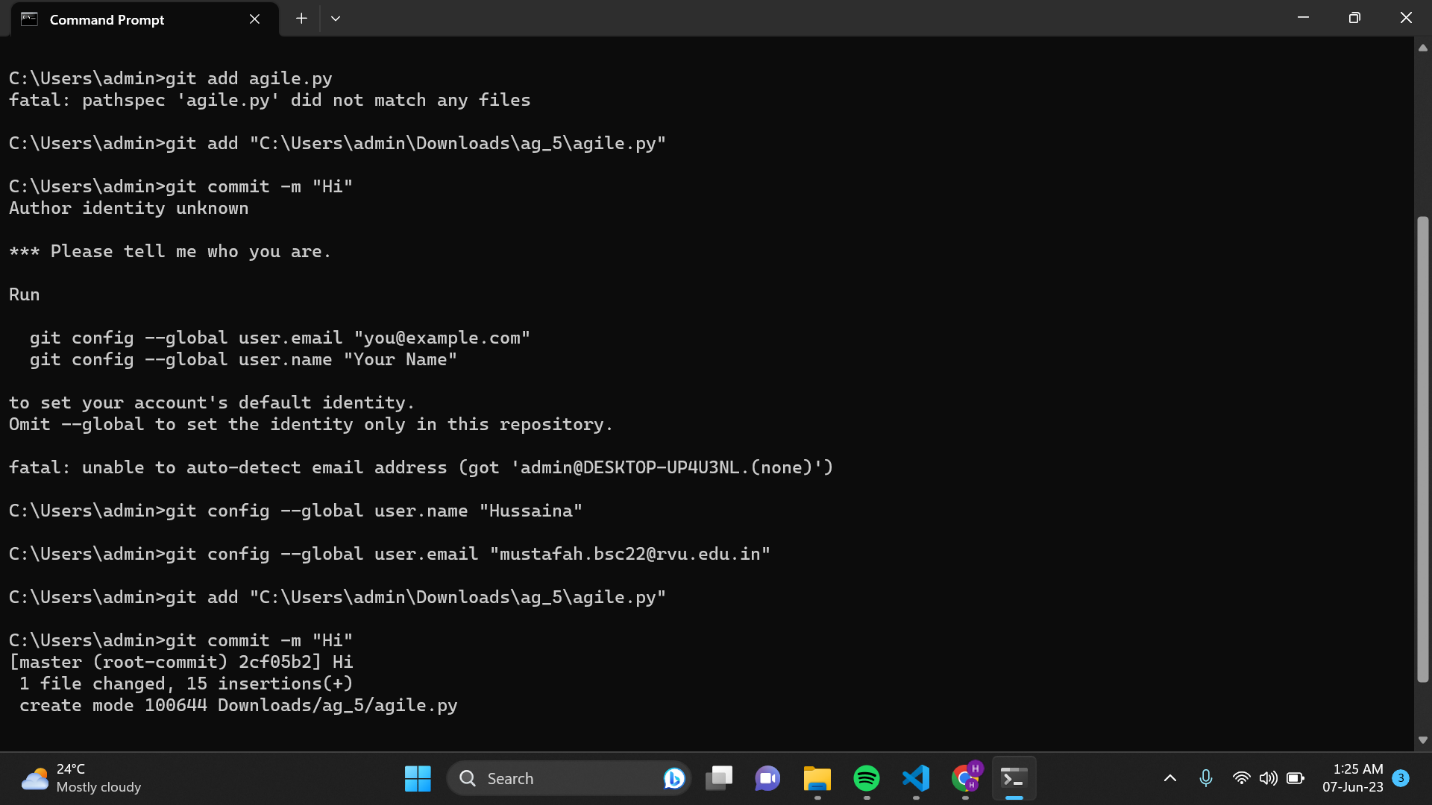 Command Prompt
C:\Users\admin>git add agile.py
fatal: pathspec 'agile.py' did not match any files
C:\Users\admin>git add "C:\Users\admin\Downloads\ag_5\agile.py"
C:\Users\admin>git commit -m "Hi"
Author identity unknown
*** Please tell me who you are.
Run
  git config --global user.email "you@example.com"
  git config --global user.name "Your Name"
to set your account's default identity.
Omit --global to set the identity only in this repository.
fatal: unable to auto-detect email address (got 'admin@DESKTOP-UP4U3NL.(none)')
C:\Users\admin>git config --global user.name "Hussaina"
C:\Users\admin>git config --global user.email "mustafah.bsc22@rvu.edu.in"
C:\Users\admin>git add "C:\Users\admin\Downloads\ag_5\agile.py"
C:\Users\admin>git commit -m "Hi"
[master (root-commit) 2cf05b2] Hi
 1 file changed, 15 insertions(+)
 create mode 100644 Downloads/ag_5/agile.py
24°C
Mostly cloudy
Search
H
H
1:25 AM
07-Jun-23
3